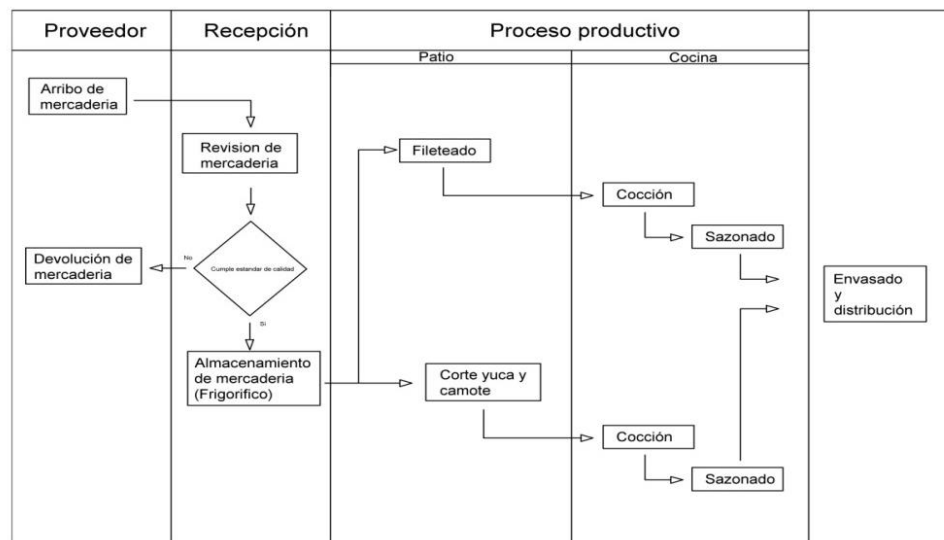 Proveedor
Recepción
Proceso productivo
Patio
Cocina
Arribo de
mercaderia
Revision de
mercaderia
Fileteado
Cocción
Sazonado
Devolución de
mercaderia
No
Cumple estandar de calidad
Si
Envasado
y
distribución
Almacenamiento
de mercaderia
(Frigorifico)
Corte yuca y
camote
Cocción
Sazonado